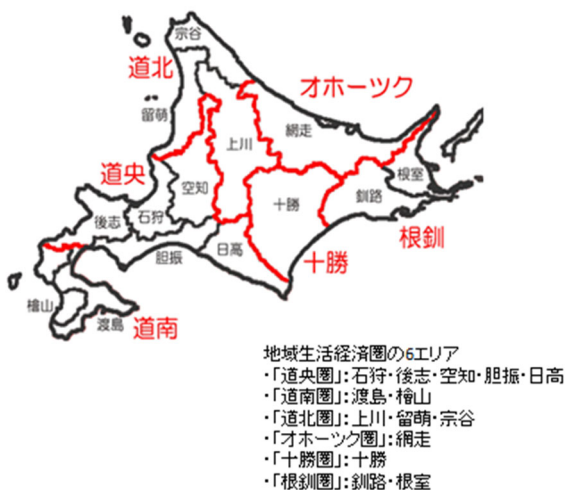 宗谷
道北
オホーツク
留萌
上川
網走
道央
空知
根室
釧路
十勝
石狩
後志
根釧
日高
胆振
十勝
檜山
渡島
道南
地域生活経済圏の6エリア
・「道央圏」：石狩・後志・空知・胆振・日高
・「道南圏」：渡島・檜山
・「道北圏」：上川・留萌・宗谷
・「オホーツク圏」：網走
・「十勝圏」：十勝
・「根釧圏」：釧路・根室